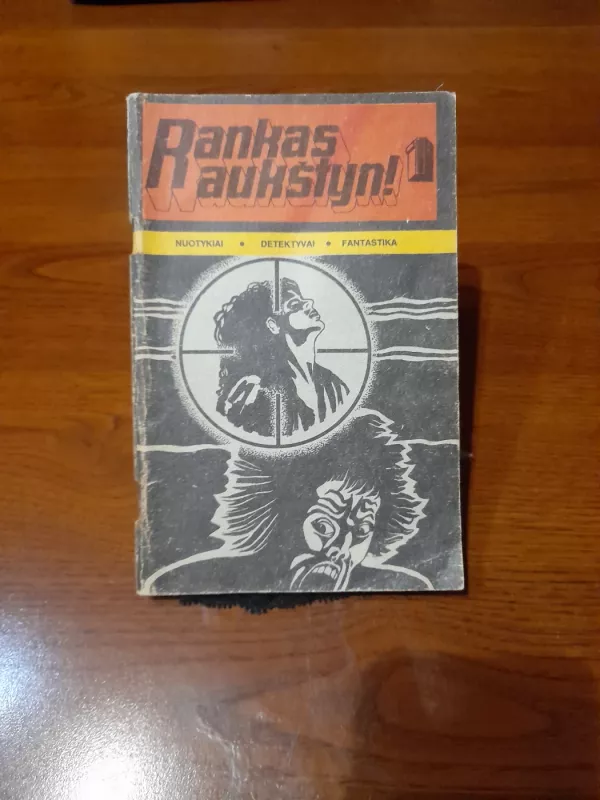 Rankas
aukštyn! 1
NUOTYKIAI • DETEKTYVAI • FANTASTIKA